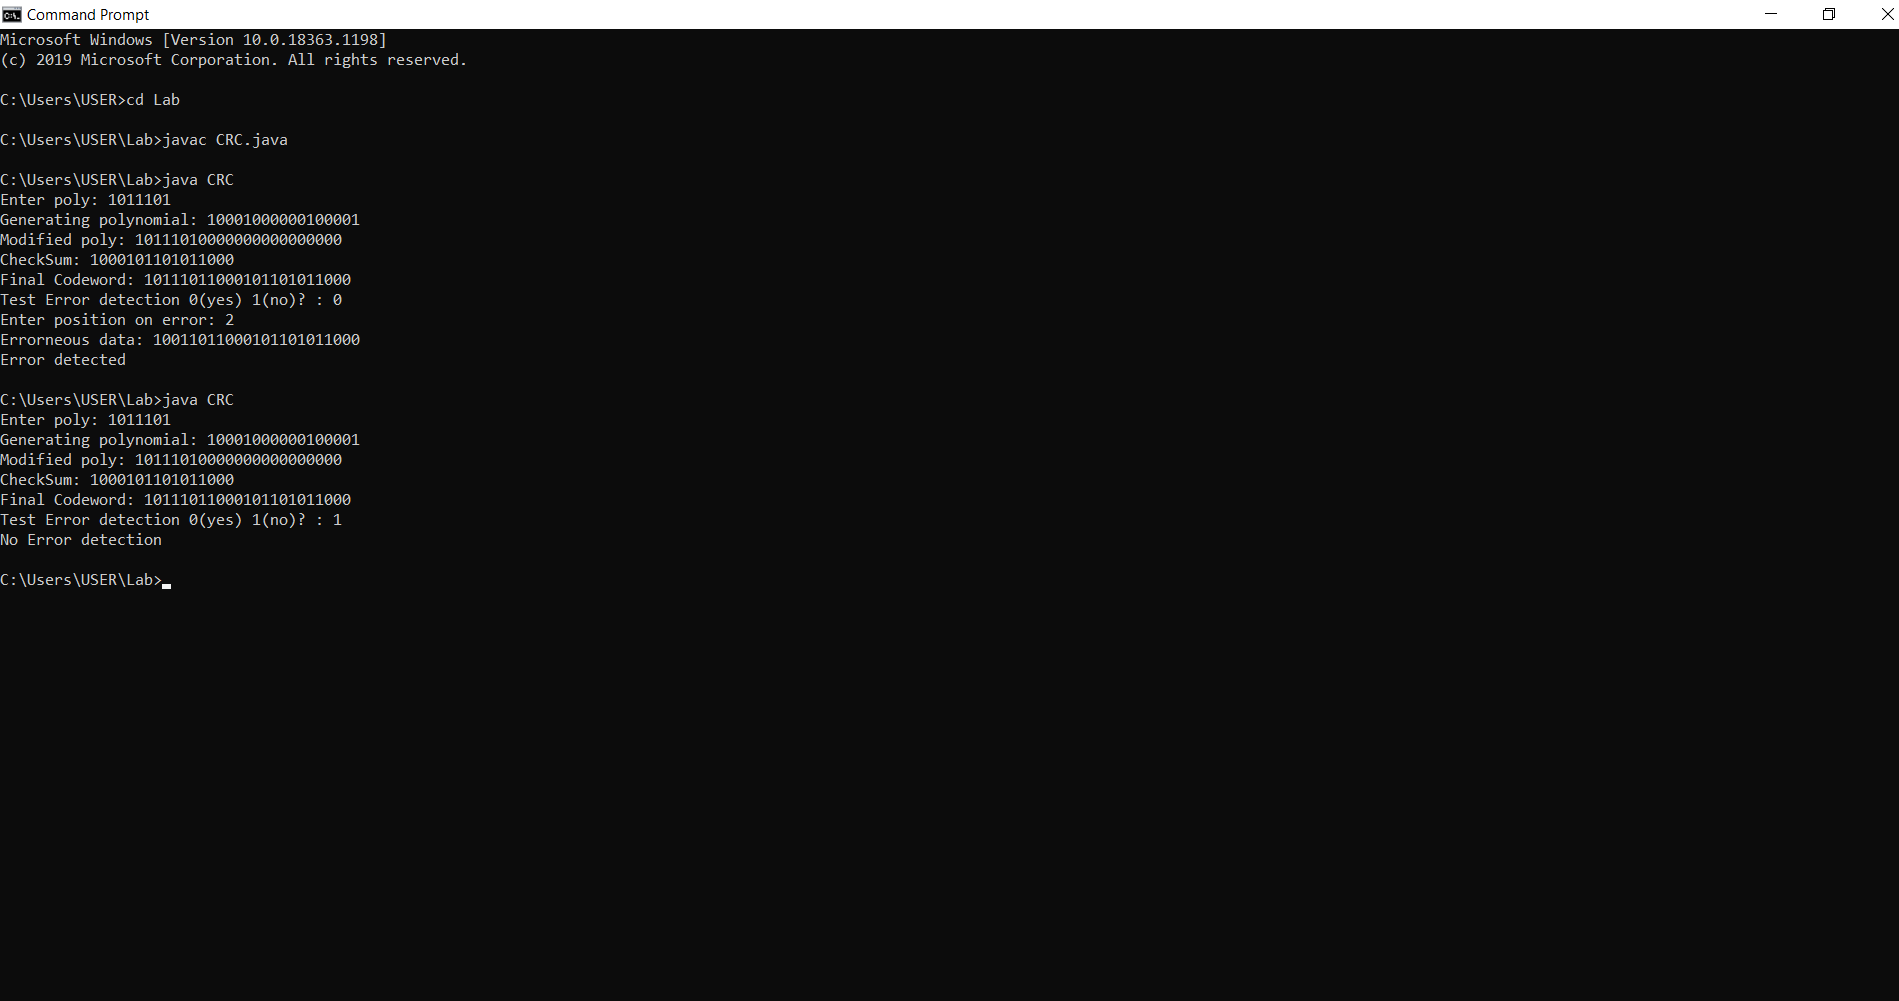 Command Prompt
Microsoft Windows [Version 10.0.18363.1198]
(c) 2019 Microsoft Corporation. All rights reserved.
C:\Users\USER>cd Lab
C:\Users\USER\Lab>javac CRC.java
C:\Users\USER\Lab>java CRC
Enter poly: 1011101
Generating polynomial: 10001000000100001
Modified poly: 10111010000000000000000
CheckSum: 1000101101011000
Final Codeword: 10111011000101101011000
Test Error detection 0(yes) 1(no)? : 0
Enter position on error: 2
Errorneous data: 10011011000101101011000
Error detected
C:\Users\USER\Lab>java CRC
Enter poly: 1011101
Generating polynomial: 10001000000100001
Modified poly: 10111010000000000000000
CheckSum: 1000101101011000
Final Codeword: 10111011000101101011000
Test Error detection 0(yes) 1(no)? : 1
No Error detection
C:\Users\USER\Lab>